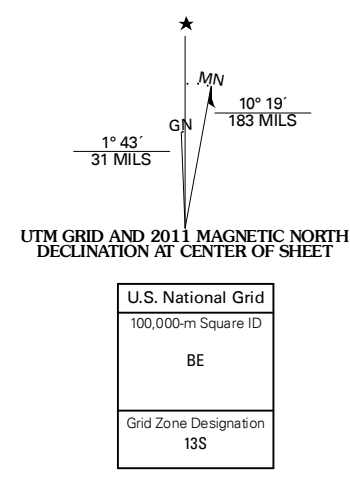 MN
10° 19´
183 MILS
GN
1° 43´
31 MILS
UTM GRID AND 2011 MAGNETIC NORTH
DECLINATION AT CENTER OF SHEET
U.S. National Grid
100,000-m Square ID
BE
Grid Zone Designation
13S